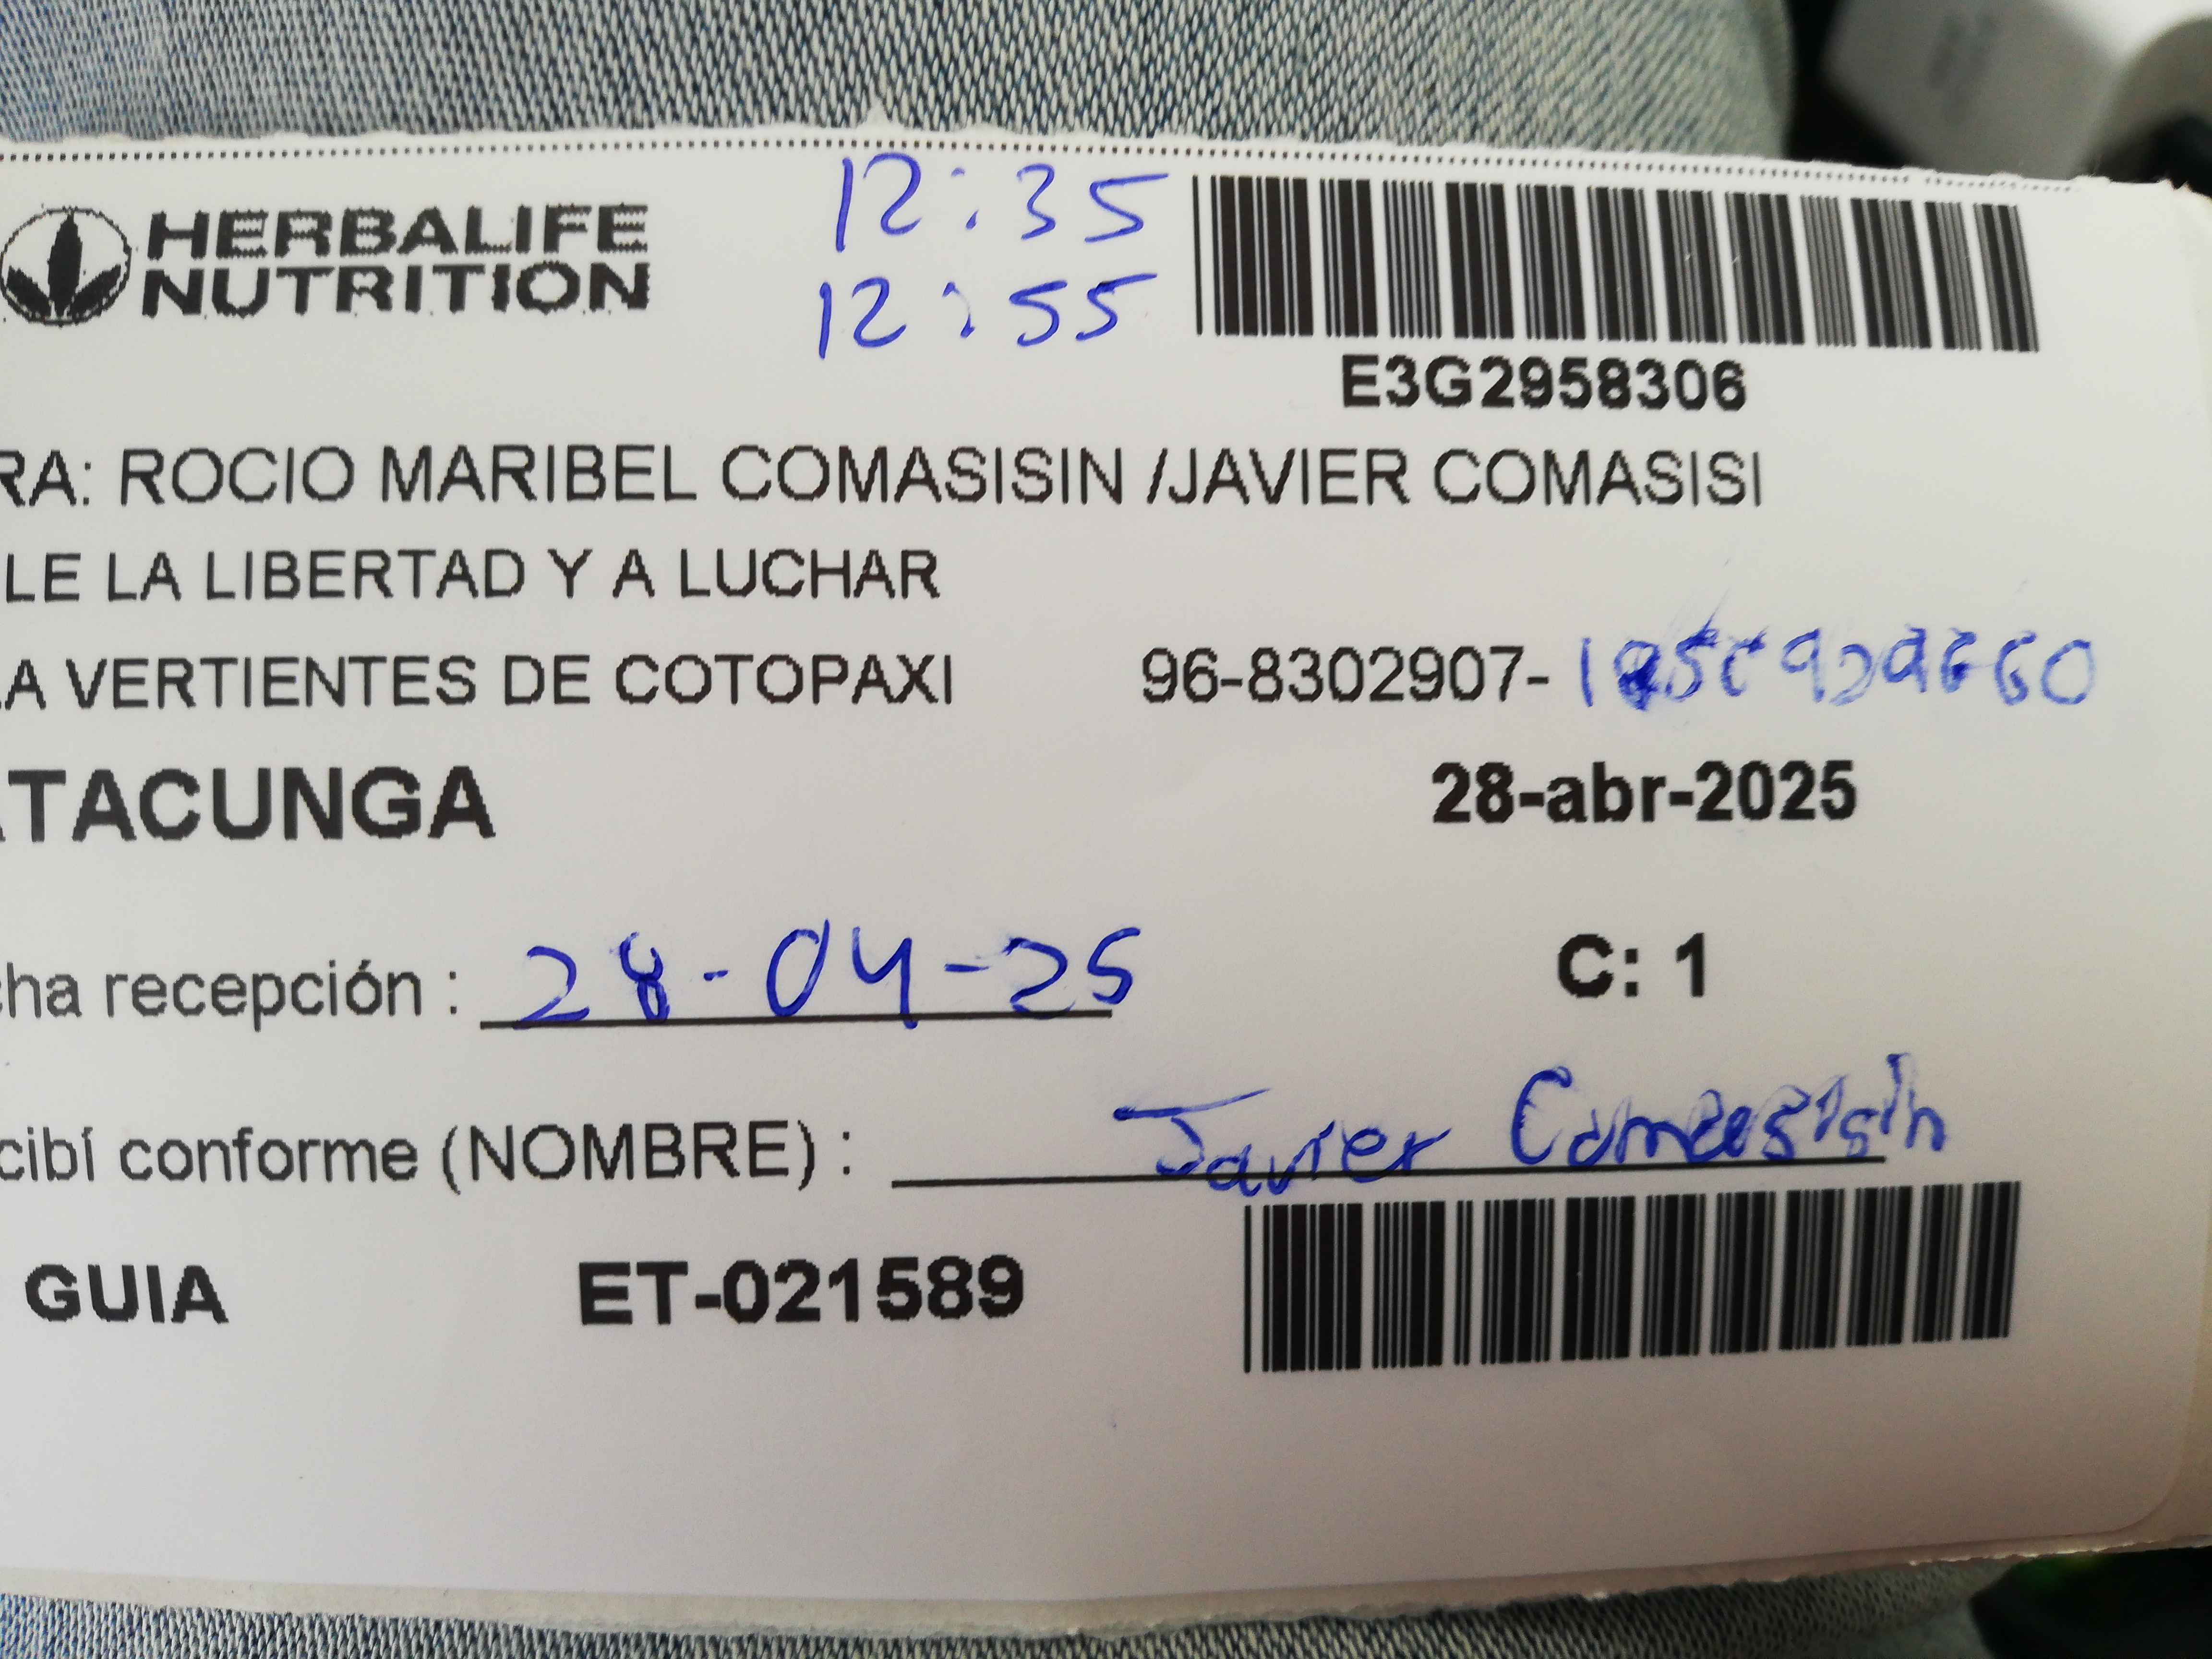 HERBALIFE
NUTRITION
12:35
12:55
E3G2958306
RA: ROCIO MARIBEL COMASISIN /JAVIER COMASISI
LE LA LIBERTAD Y A LUCHAR
A VERTIENTES DE COTOPAXI 96-8302907-
TACUNGA 28-abr-2025
cha recepción : 28-04-25 C: 1
cibí conforme (NOMBRE) : Javier Comasisin
GUIA ET-021589